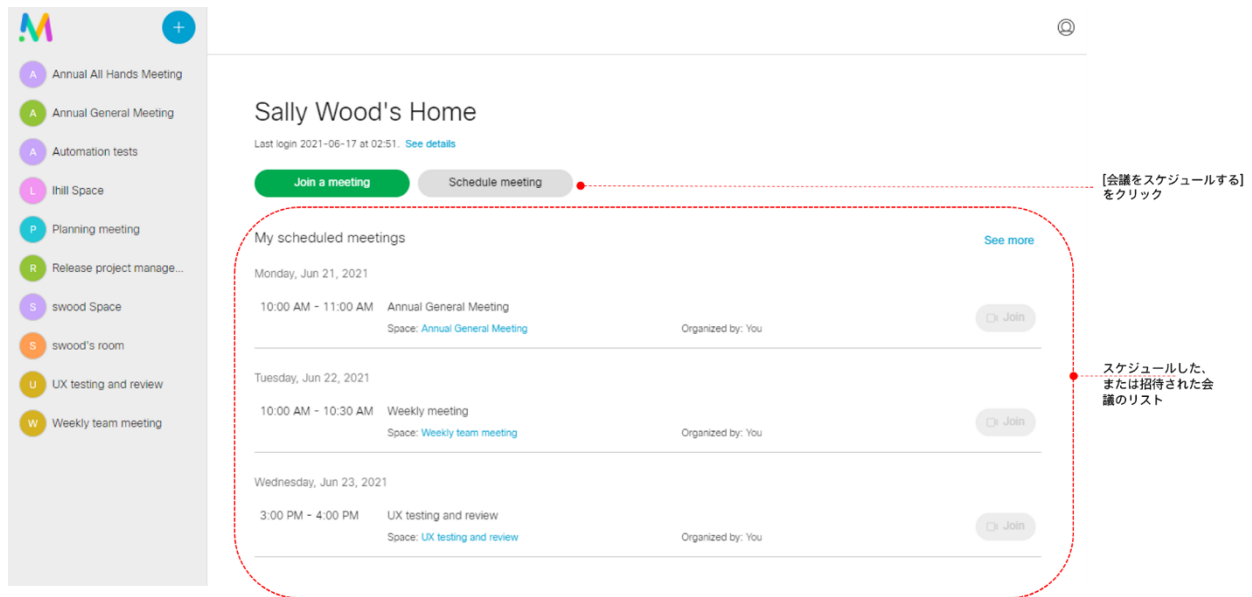 +
A Annual All Hands Meeting
A Annual General Meeting
A Automation tests
L lhill Space
P Planning meeting
R Release project manage...
S swood Space
S swood's room
U UX testing and review
W Weekly team meeting
Sally Wood's Home
Last login 2021-06-17 at 02:51. See details
Join a meeting Schedule meeting
[会議をスケジュールする]
をクリック
My scheduled meetings See more
Monday, Jun 21, 2021
10:00 AM - 11:00 AM Annual General Meeting
Join
Space: Annual General Meeting Organized by: You
Tuesday, Jun 22, 2021
10:00 AM - 10:30 AM Weekly meeting
Join
Space: Weekly team meeting Organized by: You
スケジュールした、
または招待された会
議のリスト
Wednesday, Jun 23, 2021
3:00 PM - 4:00 PM UX testing and review
Join
Space: UX testing and review Organized by: You